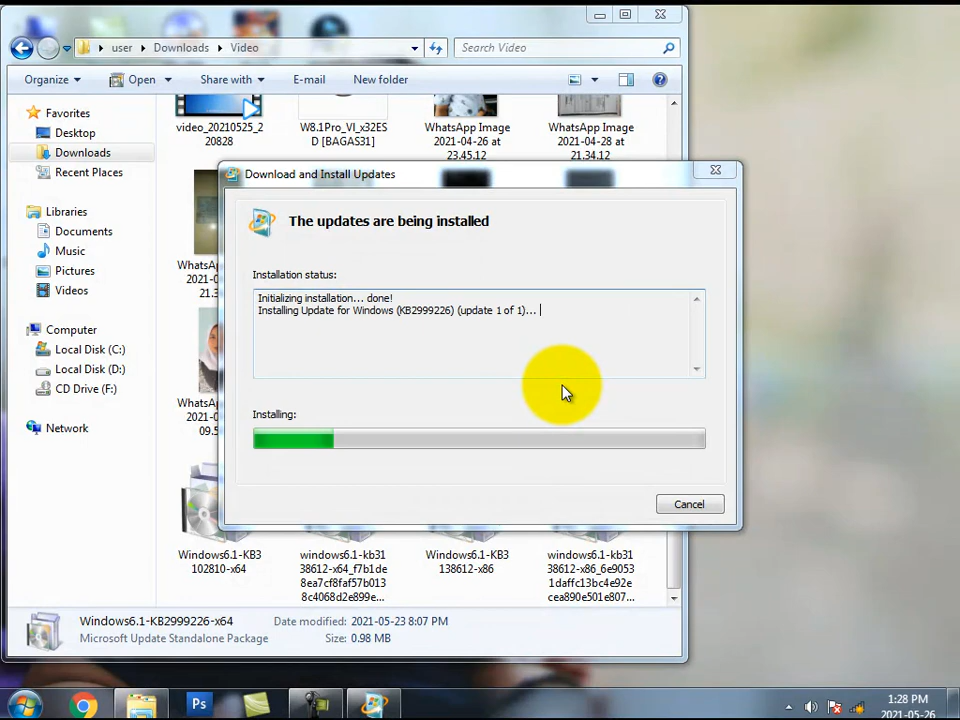 user
Downloads
Video
Search Video
Organize
Open
Share with
E-mail
New folder
Favorites
Desktop
Downloads
Recent Places
Libraries
Documents
Music
Pictures
Videos
Computer
Local Disk (C:)
Local Disk (D:)
CD Drive (F:)
Network
video_20210525_2
20828
W8.1Pro_Vl_x32ES
D [BAGAS31]
WhatsApp Image
2021-04-26 at
23.45.12
WhatsApp Image
2021-04-28 at
21.34.12
Download and Install Updates
The updates are being installed
Installation status:
Initializing installation... done!
Installing Update for Windows (KB2999226) (update 1 of 1)...
Installing:
Cancel
Windows6.1-KB3
102810-x64
windows6.1-kb31
38612-x64_f7b1de
8ea7cf8faf57b013
8c4068d2e899e...
Windows6.1-KB3
138612-x86
windows6.1-kb31
38612-x86_6e9053
1daffc13bc4e92e
cea890e501e807...
Windows6.1-KB2999226-x64
Date modified: 2021-05-23 8:07 PM
Microsoft Update Standalone Package
Size: 0.98 MB
Ps
1:28 PM
2021-05-26